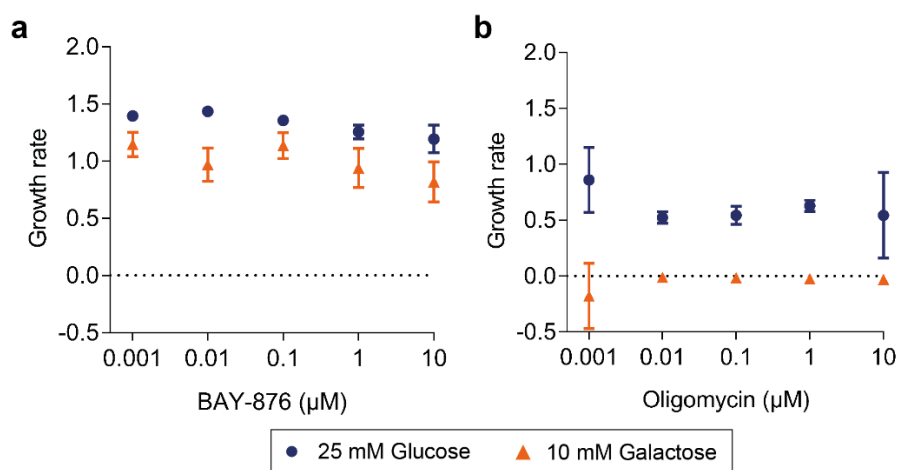 a
b
2.0
1.5
1.0
0.5
0.0
-0.5
Growth rate
0.001 0.01 0.1 1 10
BAY-876 (µM)
2.0
1.5
1.0
0.5
0.0
-0.5
Growth rate
0.001 0.01 0.1 1 10
Oligomycin (µM)
25 mM Glucose 10 mM Galactose